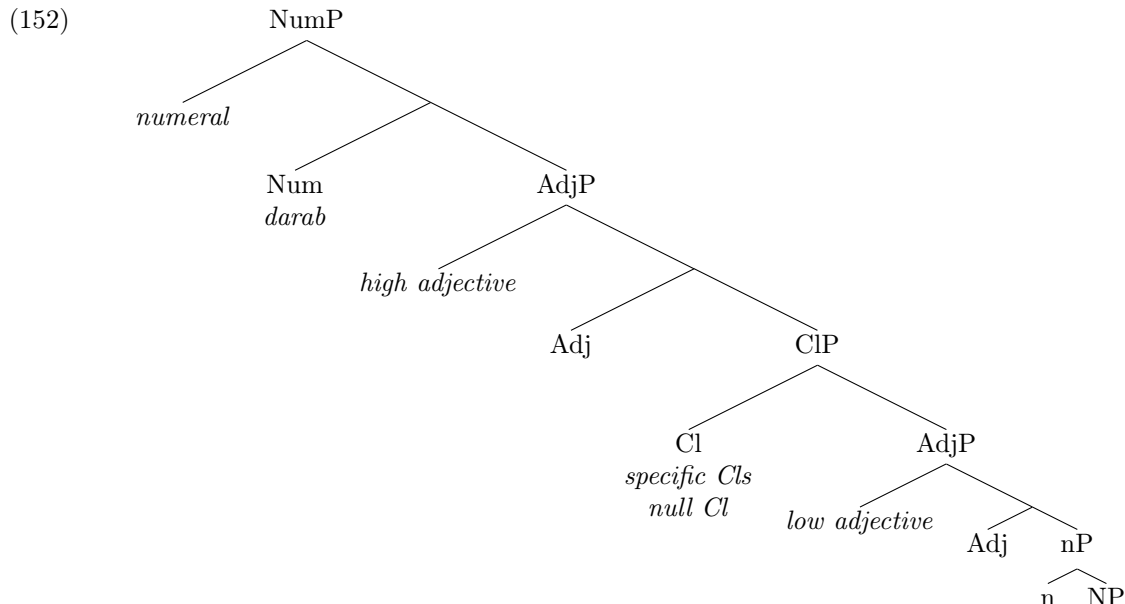 (152) NumP
numeral
Num AdjP
darab
high adjective
Adj ClP
Cl AdjP
specific Cls
null Cl low adjective
Adj nP
n NP